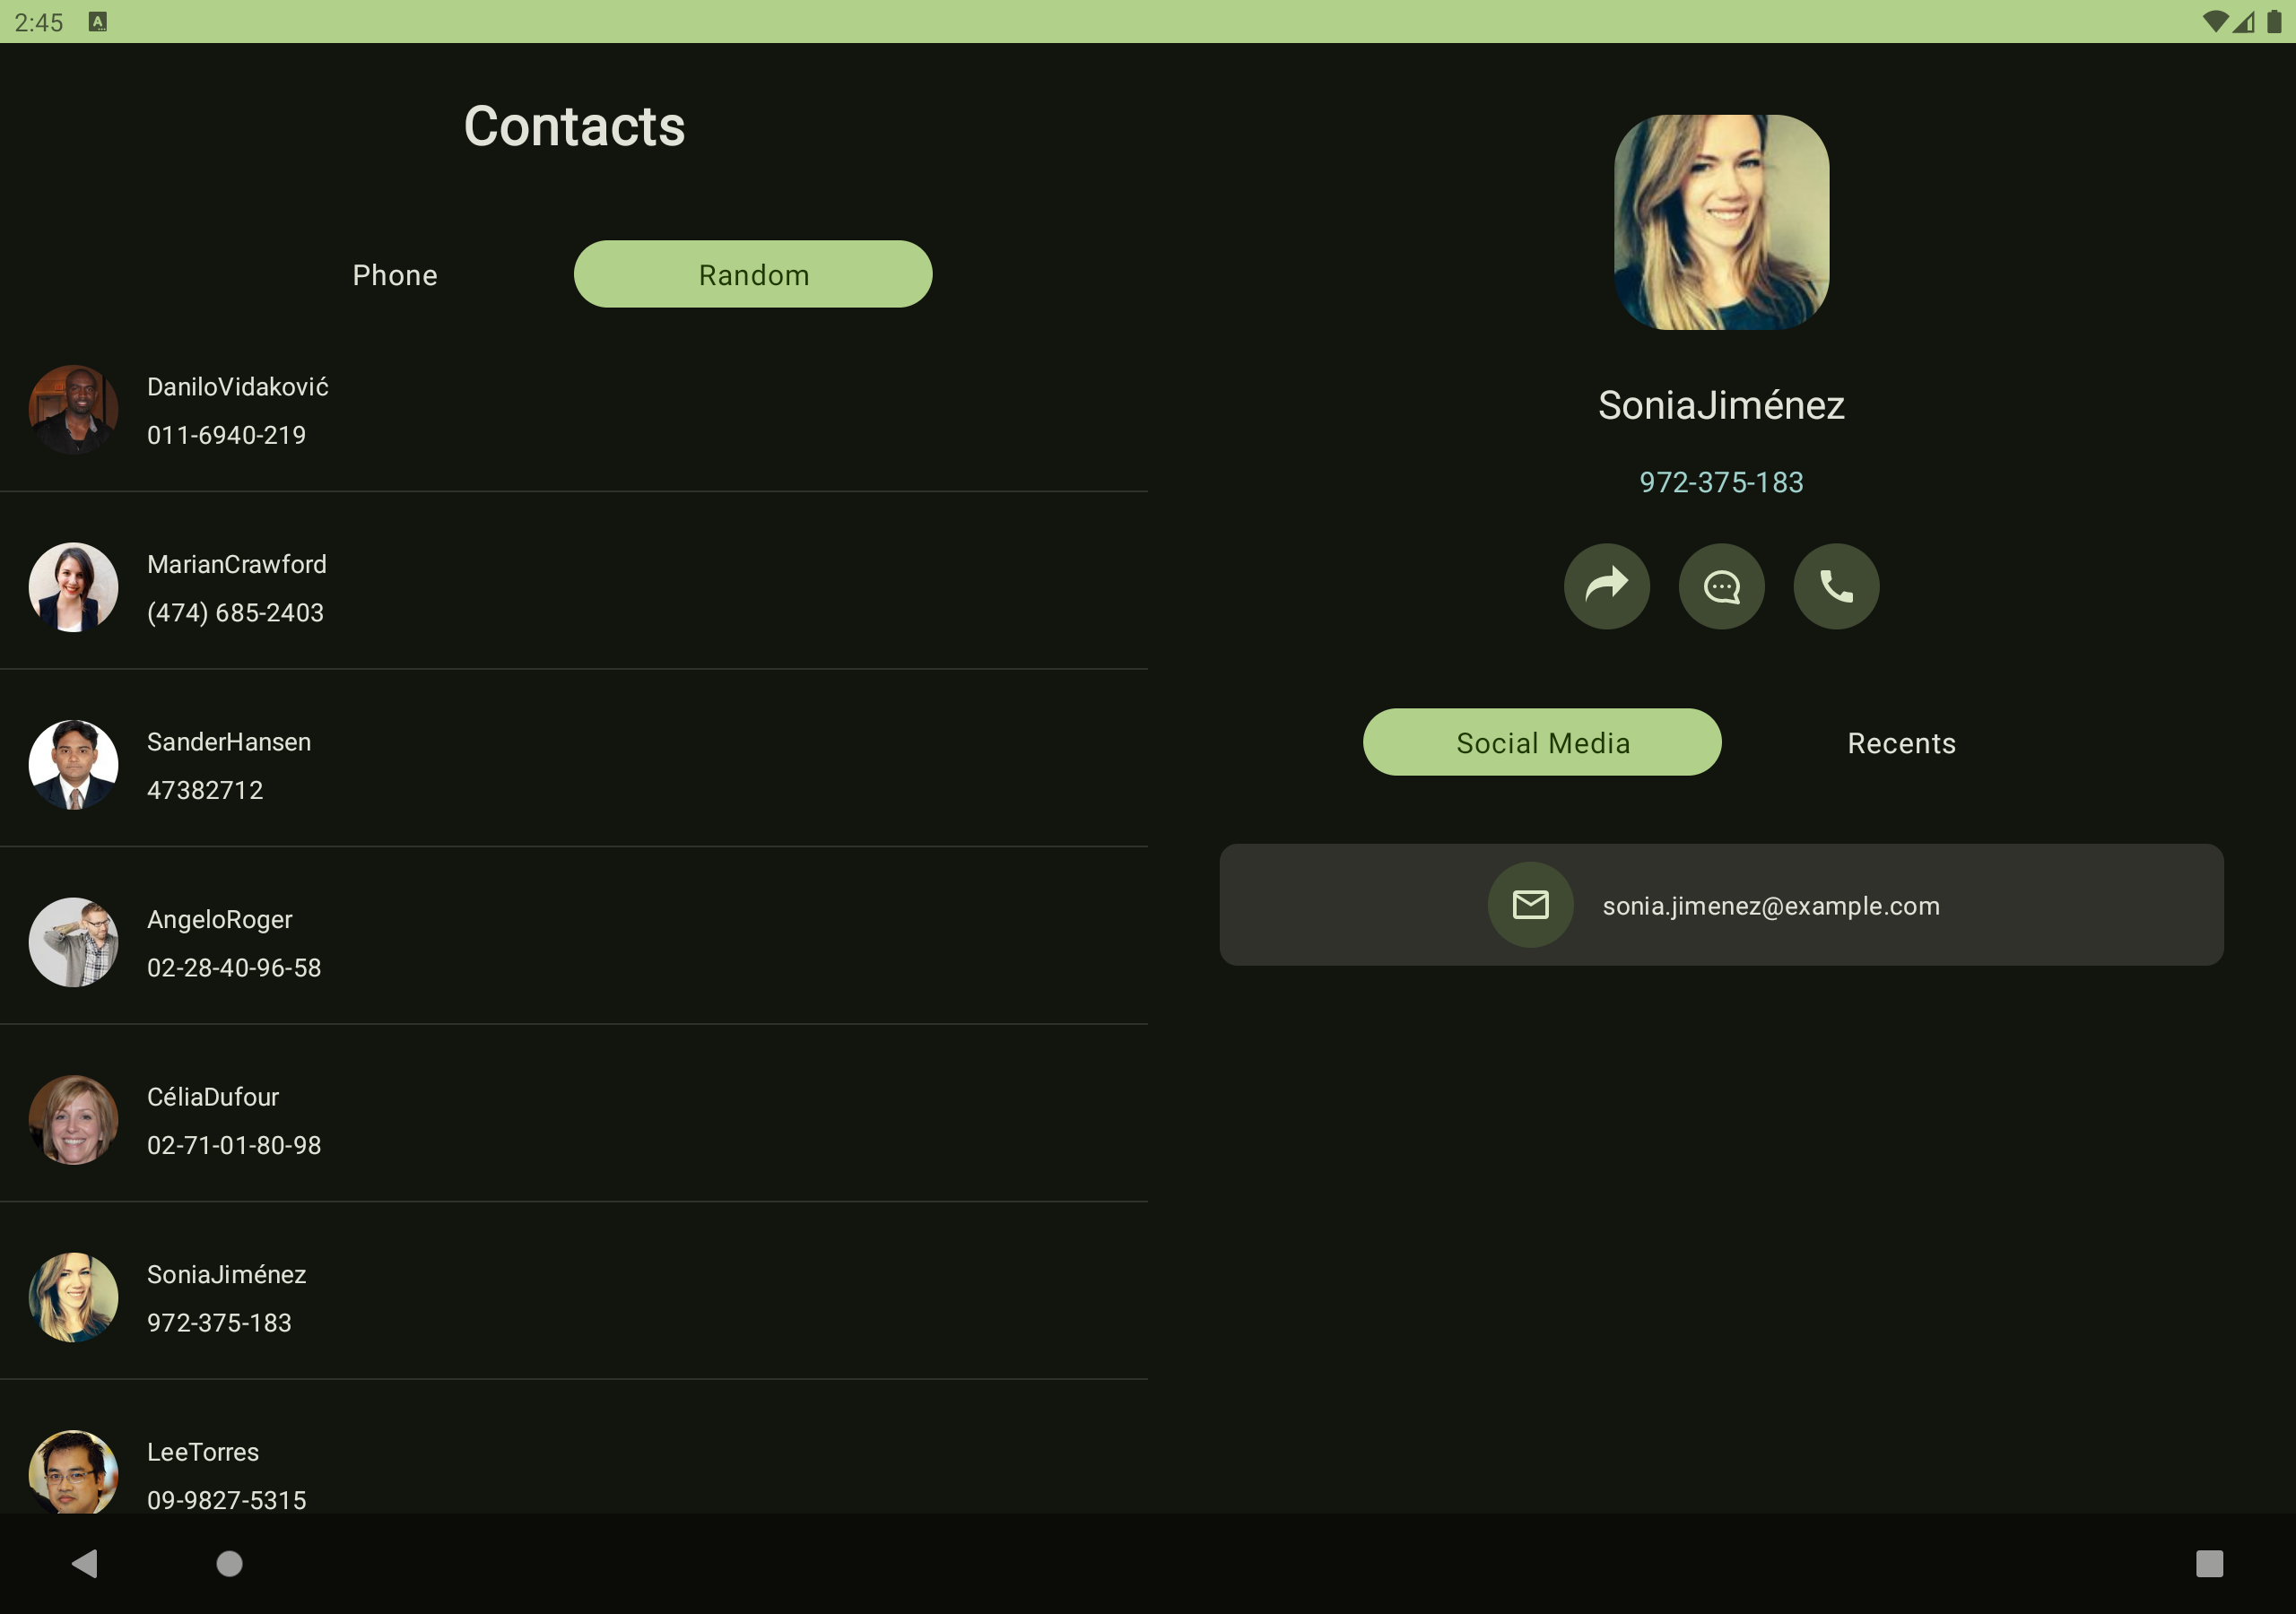 2:45
Contacts
Phone
Random
DaniloVidaković
011-6940-219
MarianCrawford
(474) 685-2403
SanderHansen
47382712
AngeloRoger
02-28-40-96-58
CéliaDufour
02-71-01-80-98
SoniaJiménez
972-375-183
LeeTorres
09-9827-5315
SoniaJiménez
972-375-183
Social Media
Recents
sonia.jimenez@example.com